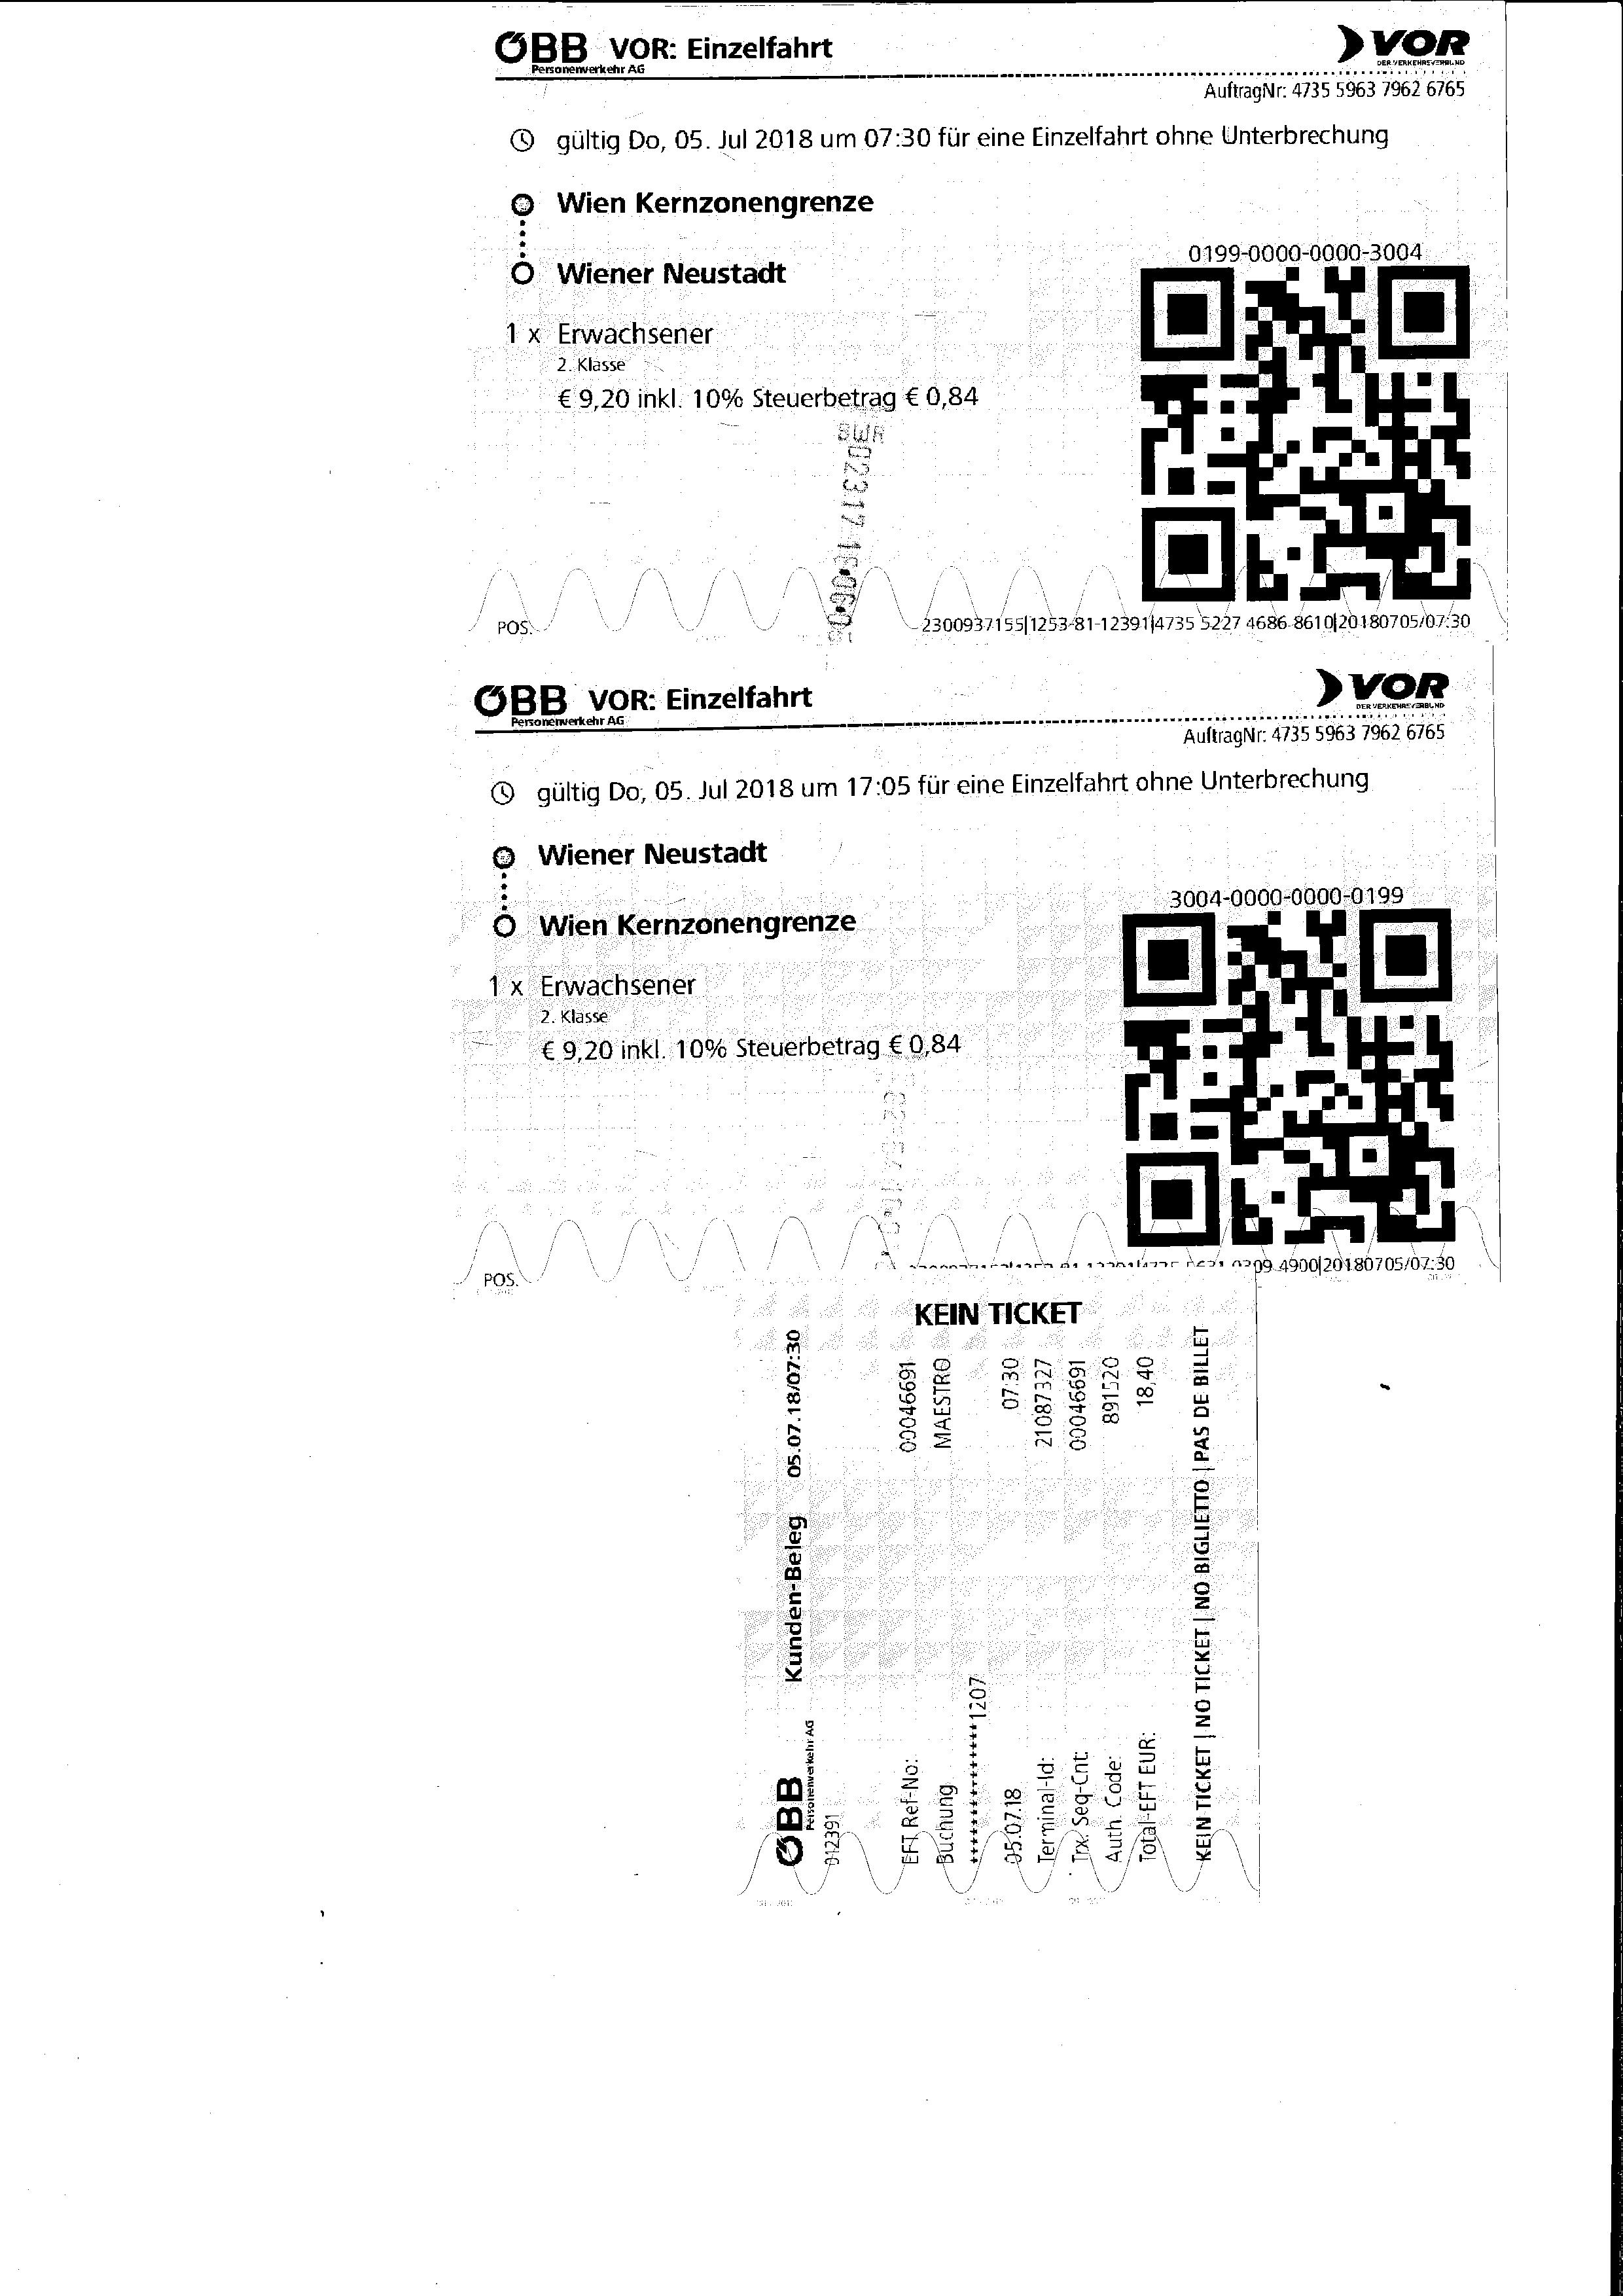 ÖBB VOR: Einzelfahrt
Personenverkehr AG
VOR
DER VERKEHRSVERBUND
AuftragNr: 4735 5963 7962 6765
gültig Do, 05. Jul 2018 um 07:30 für eine Einzelfahrt ohne Unterbrechung
Wien Kernzonengrenze
0199-0000-0000-3004
Wiener Neustadt
1 x Erwachsener
2. Klasse
€ 9,20 inkl. 10% Steuerbetrag € 0,84
POS.
2300937155|1253-81-12391|4735 5227 4686 8610|20180705/07:30
ÖBB VOR: Einzelfahrt
Personenverkehr AG
VOR
DER VERKEHRSVERBUND
AuftragNr: 4735 5963 7962 6765
gültig Do, 05. Jul 2018 um 17:05 für eine Einzelfahrt ohne Unterbrechung
Wiener Neustadt
3004-0000-0000-0199
Wien Kernzonengrenze
1 x Erwachsener
2. Klasse
€ 9,20 inkl. 10% Steuerbetrag € 0,84
POS.
4900|20180705/07:30
KEIN TICKET
ÖBB Kunden-Beleg 05.07.18/07:30
Personenverkehr AG
012391
EFT Ref-No: 00046691
Buchung MAESTRO
***************1207
05.07.18 07:30
Terminal-Id: 21087327
Trx. Seq-Cnt: 00046691
Auth. Code: 891520
Total-EFT EUR: 18,40
KEIN TICKET | NO TICKET | NO BIGLIETTO | PAS DE BILLET